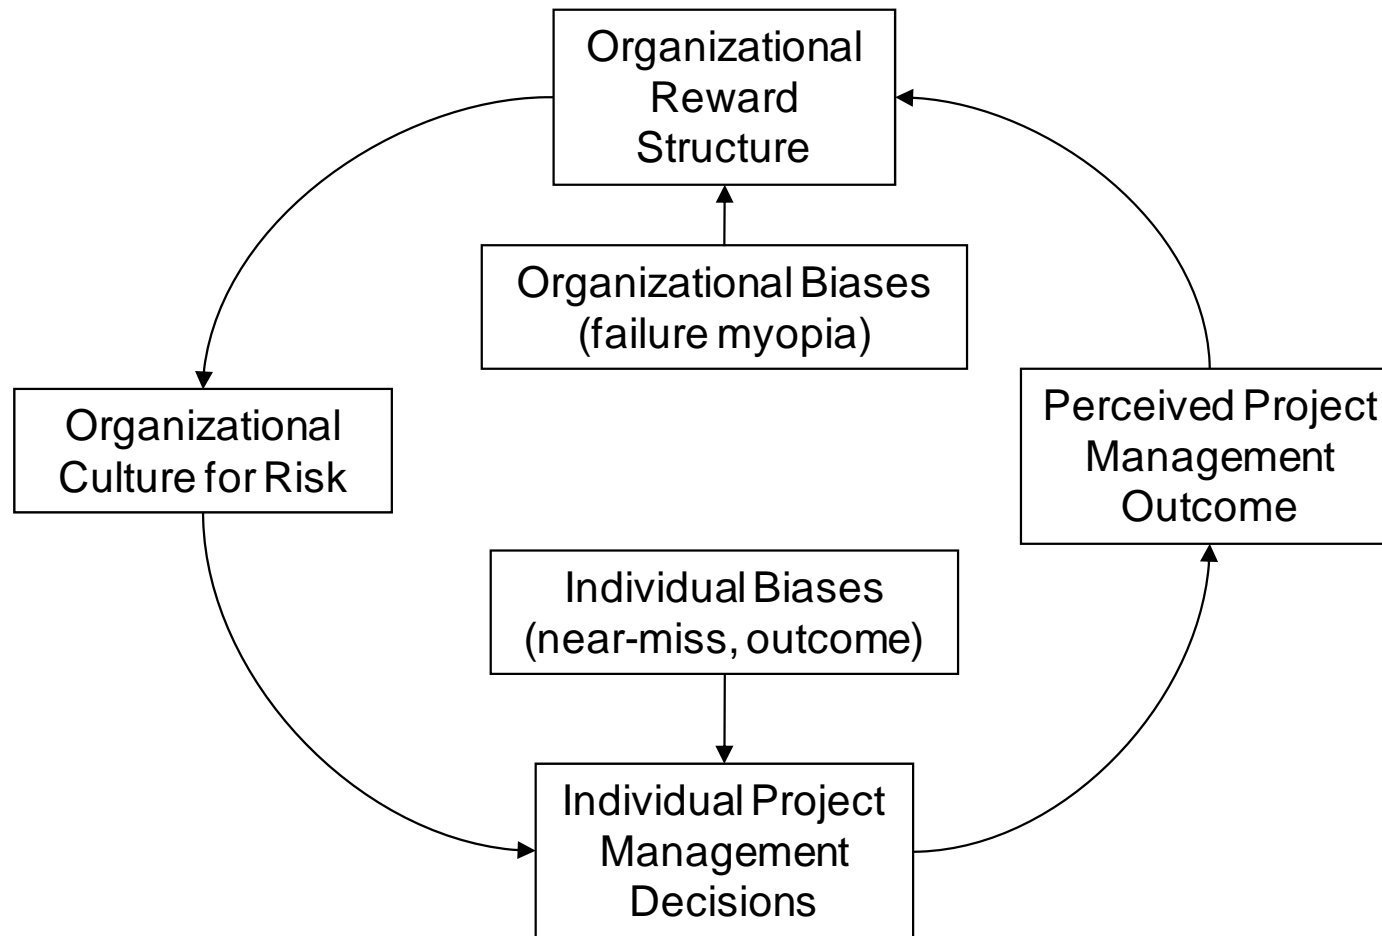 Organizational
Reward
Structure
Organizational Biases
(failure myopia)
Organizational
Culture for Risk
Perceived Project
Management
Outcome
Individual Biases
(near-miss, outcome)
Individual Project
Management
Decisions